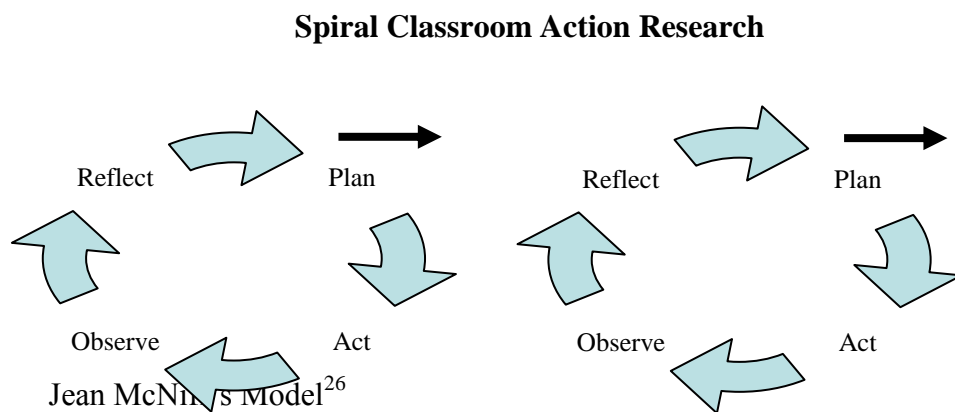 Spiral Classroom Action Research
Reflect Plan Reflect Plan
Observe Act Observe Act
Jean Model26